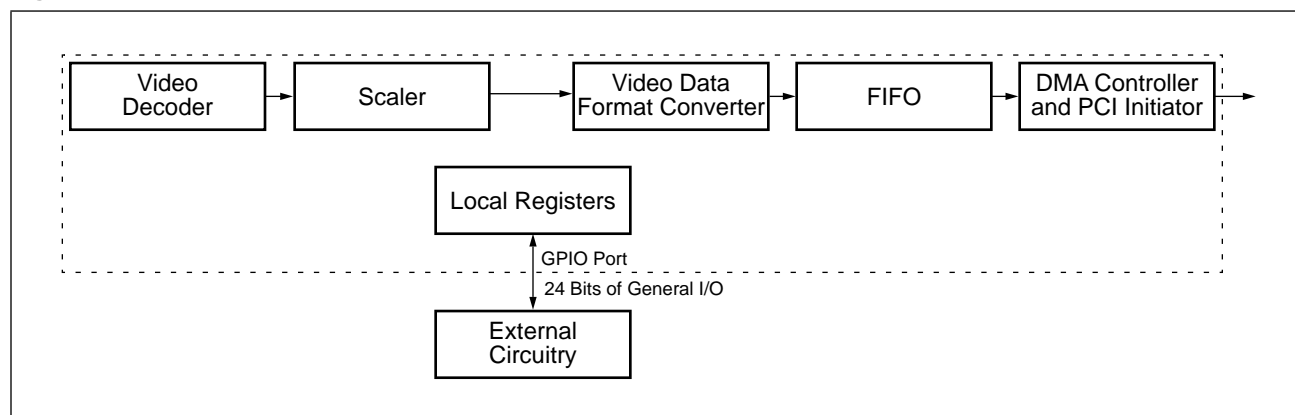 Video
Decoder
Scaler
Video Data
Format Converter
FIFO
DMA Controller
and PCI Initiator
Local Registers
GPIO Port
24 Bits of General I/O
External
Circuitry